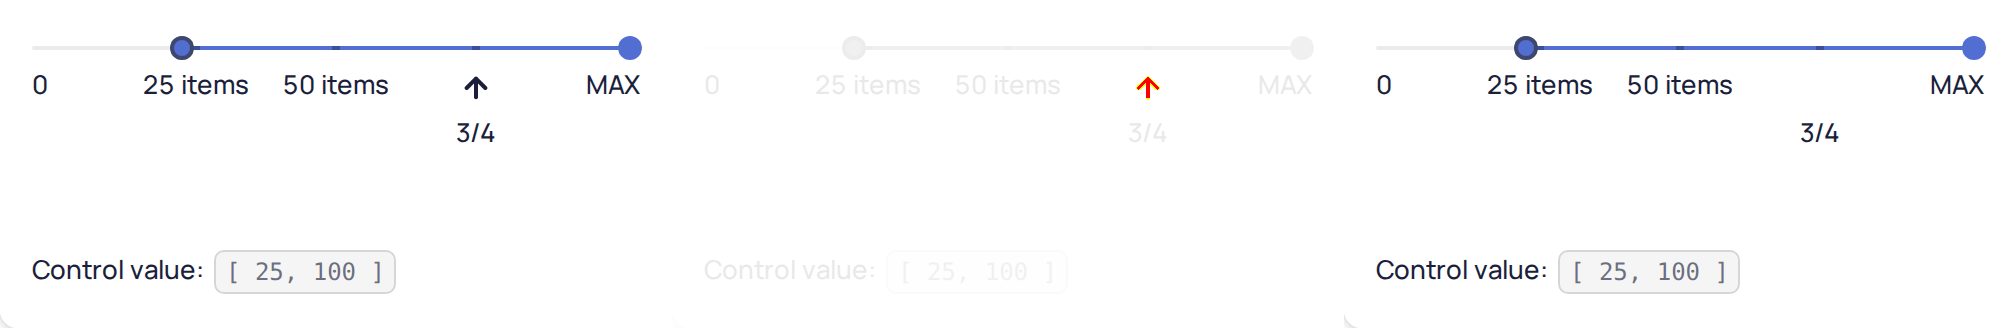 0 25 items 50 items ↑ MAX
3/4
Control value: [ 25, 100 ]
0 25 items 50 items ↑ MAX
3/4
Control value: [ 25, 100 ]
0 25 items 50 items MAX
3/4
Control value: [ 25, 100 ]